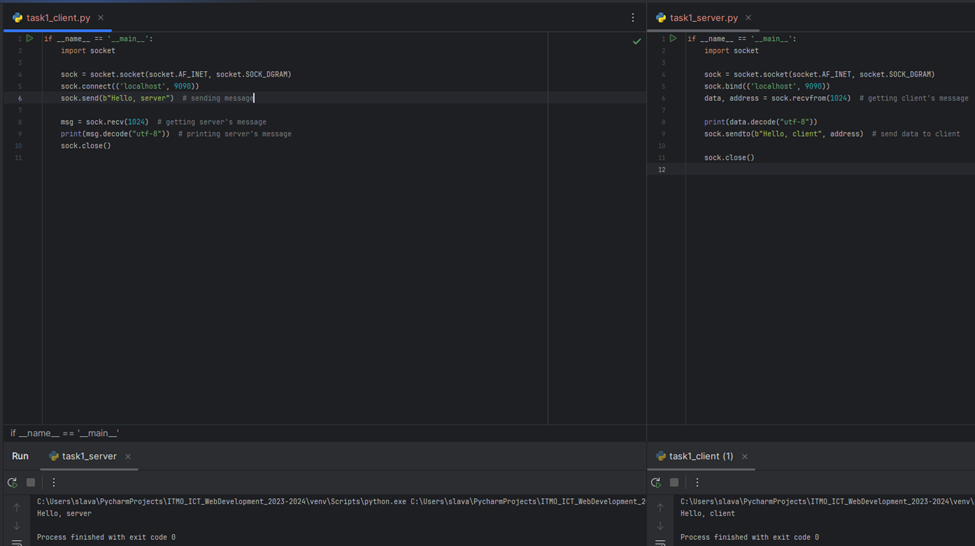 task1_client.py
1 if __name__ == '__main__':
2 import socket
3
4 sock = socket.socket(socket.AF_INET, socket.SOCK_DGRAM)
5 sock.connect(('localhost', 9090))
6 sock.send(b"Hello, server") # sending message
7
8 msg = sock.recv(1024) # getting server's message
9 print(msg.decode("utf-8")) # printing server's message
10 sock.close()
11
if __name__ == '__main__'
task1_server.py
1 if __name__ == '__main__':
2 import socket
3
4 sock = socket.socket(socket.AF_INET, socket.SOCK_DGRAM)
5 sock.bind(('localhost', 9090))
6 data, address = sock.recvfrom(1024) # getting client's message
7
8 print(data.decode("utf-8"))
9 sock.sendto(b"Hello, client", address) # send data to client
10
11 sock.close()
12
Run task1_server
C:\Users\slava\PycharmProjects\ITMO_ICT_WebDevelopment_2023-2024\venv\Scripts\python.exe C:\Users\slava\PycharmProjects\ITMO_ICT_WebDevelopment_2
Hello, server
Process finished with exit code 0
task1_client (1)
C:\Users\slava\PycharmProjects\ITMO_ICT_WebDevelopment_2023-2024\venv\
Hello, client
Process finished with exit code 0